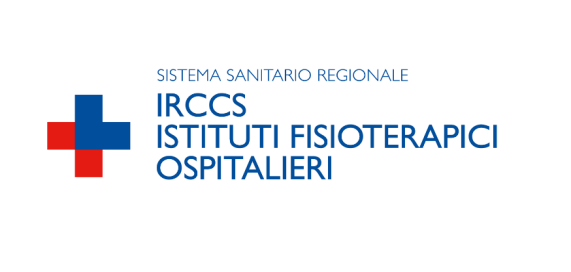 SISTEMA SANITARIO REGIONALE
IRCCS
ISTITUTI FISIOTERAPICI
OSPITALIERI